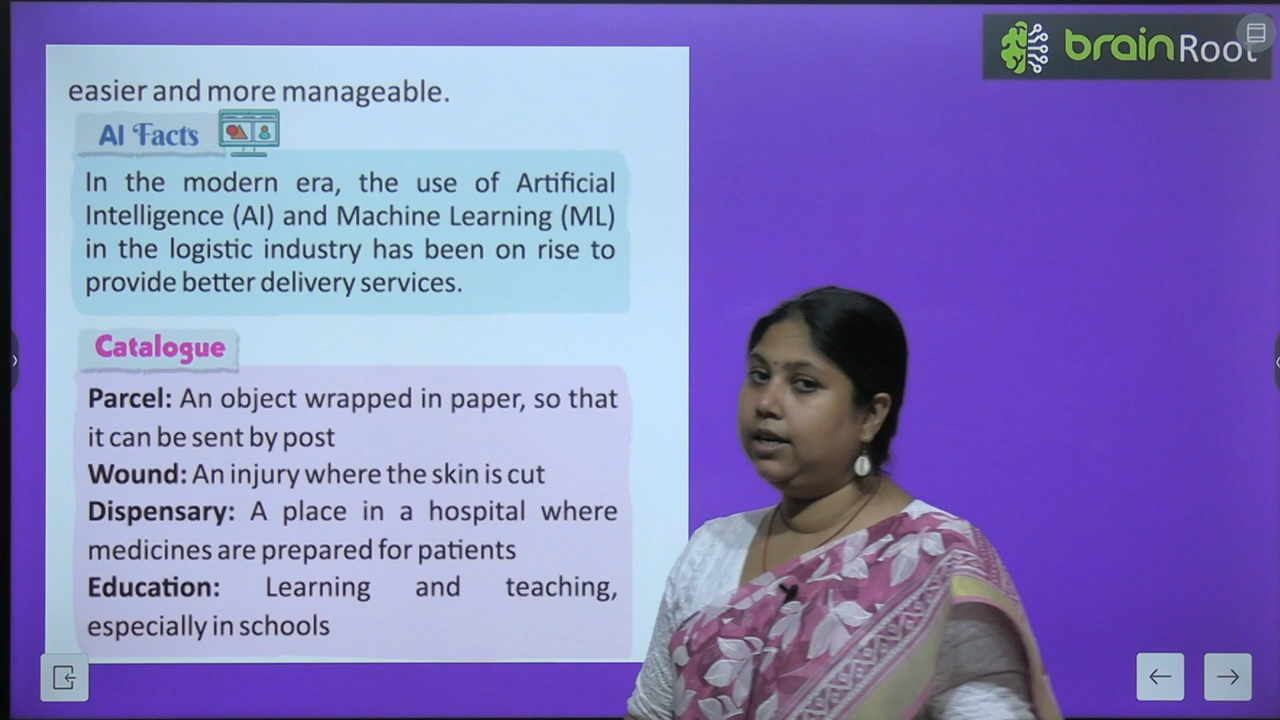 brainRoot
easier and more manageable.
AI Facts
In the modern era, the use of Artificial
Intelligence (AI) and Machine Learning (ML)
in the logistic industry has been on rise to
provide better delivery services.
Catalogue
Parcel: An object wrapped in paper, so that
it can be sent by post
Wound: An injury where the skin is cut
Dispensary: A place in a hospital where
medicines are prepared for patients
Education: Learning and teaching,
especially in schools